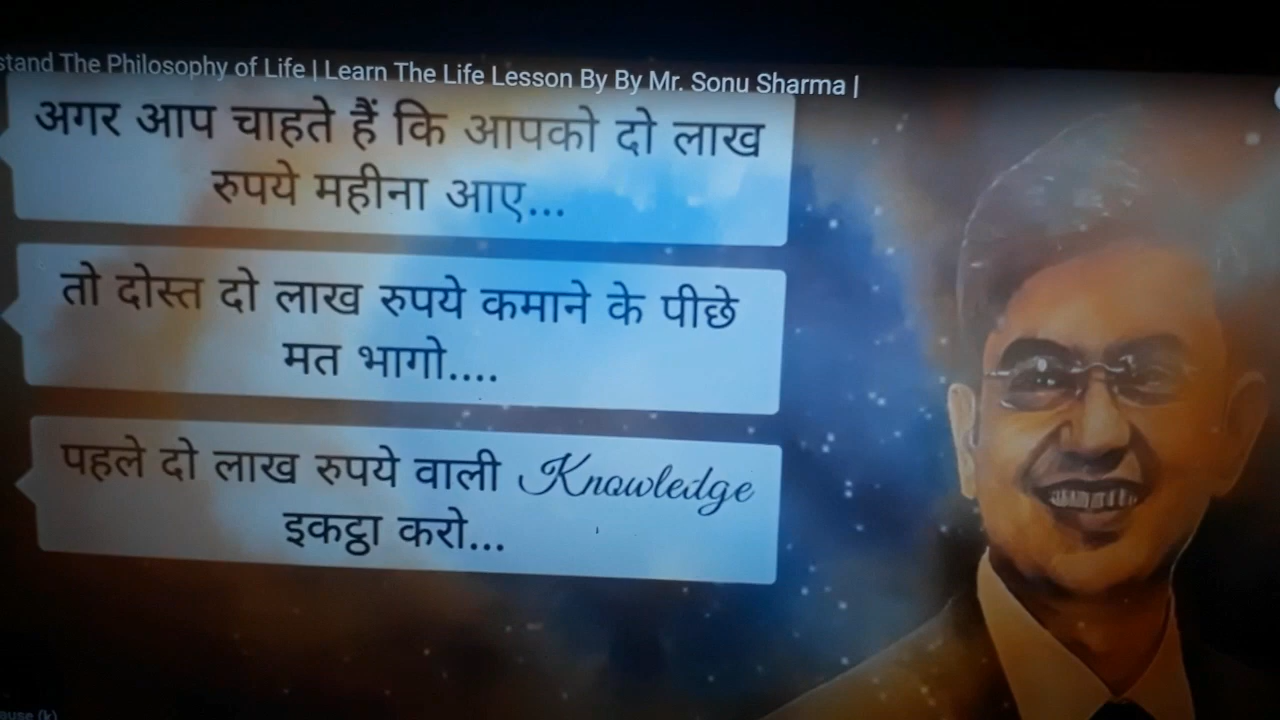 stand The Philosophy of Life | Learn The Life Lesson By By Mr. Sonu Sharma |
अगर आप चाहते हैं कि आपको दो लाख
रुपये महीना आए...
तो दोस्त दो लाख रुपये कमाने के पीछे
मत भागो....
पहले दो लाख रुपये वाली Knowledge
इकट्ठा करो...
ause (k)